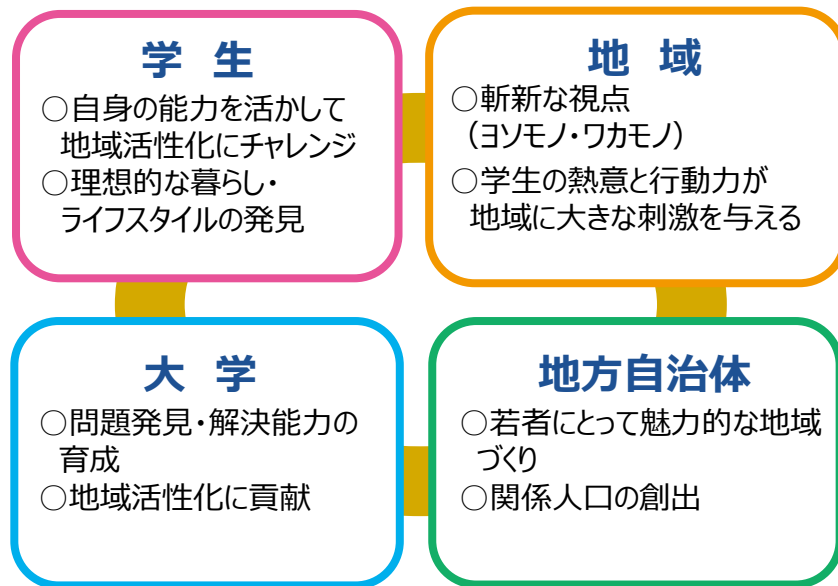 学 生
○自身の能力を活かして
地域活性化にチャレンジ
○理想的な暮らし・
ライフスタイルの発見
地 域
○斬新な視点
（ヨソモノ・ワカモノ）
○学生の熱意と行動力が
地域に大きな刺激を与える
大 学
○問題発見・解決能力の
育成
○地域活性化に貢献
地方自治体
○若者にとって魅力的な地域
づくり
○関係人口の創出